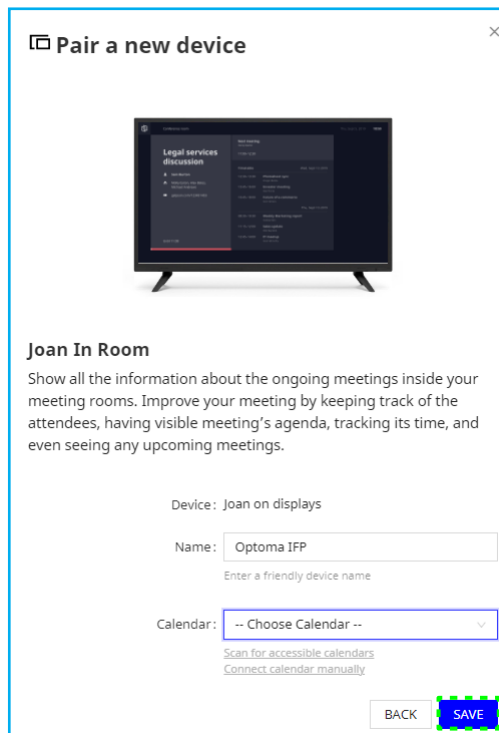 Pair a new device
Legal services
discussion
Joan In Room
Show all the information about the ongoing meetings inside your
meeting rooms. Improve your meeting by keeping track of the
attendees, having visible meeting’s agenda, tracking its time, and
even seeing any upcoming meetings.
Device: Joan on displays
Name: Optoma IFP
Enter a friendly device name
Calendar: -- Choose Calendar --
Scan for accessible calendars
Connect calendar manually
BACK SAVE